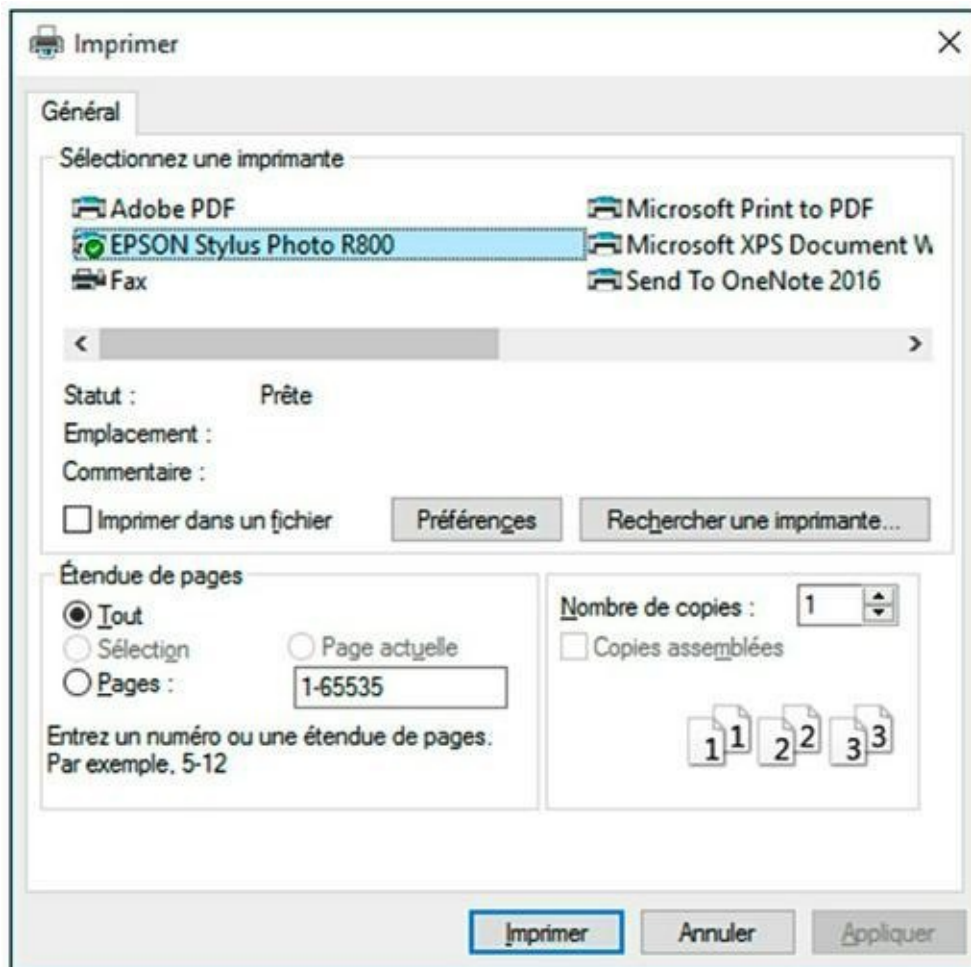 Imprimer
Général
Sélectionnez une imprimante
Adobe PDF
Microsoft Print to PDF
EPSON Stylus Photo R800
Microsoft XPS Document W
Fax
Send To OneNote 2016
Statut : Prête
Emplacement :
Commentaire :
Imprimer dans un fichier
Préférences
Rechercher une imprimante...
Étendue de pages
Tout
Sélection
Page actuelle
Pages : 1-65535
Entrez un numéro ou une étendue de pages.
Par exemple, 5-12
Nombre de copies : 1
Copies assemblées
1 1 2 2 3 3
Imprimer
Annuler
Appliquer